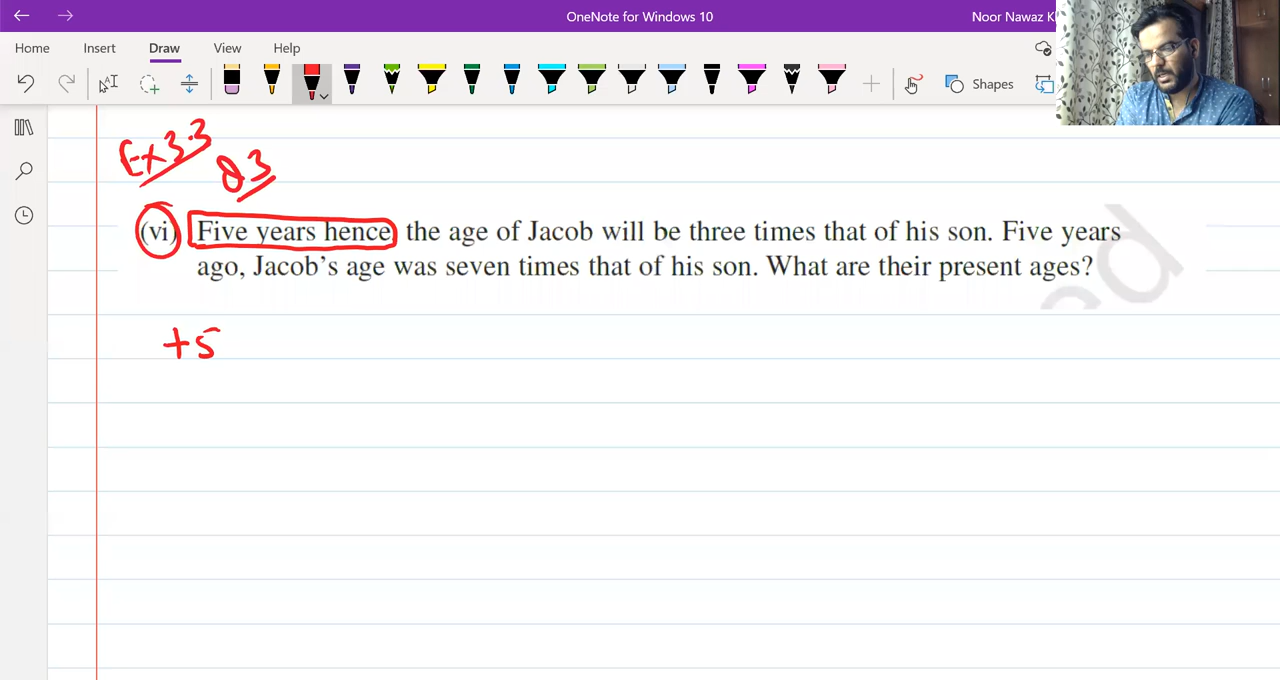 OneNote for Windows 10
Noor Nawaz K
Home Insert Draw View Help
Shapes
Ex 3.3
Q3
(vi) Five years hence, the age of Jacob will be three times that of his son. Five years
ago, Jacob's age was seven times that of his son. What are their present ages?
+5